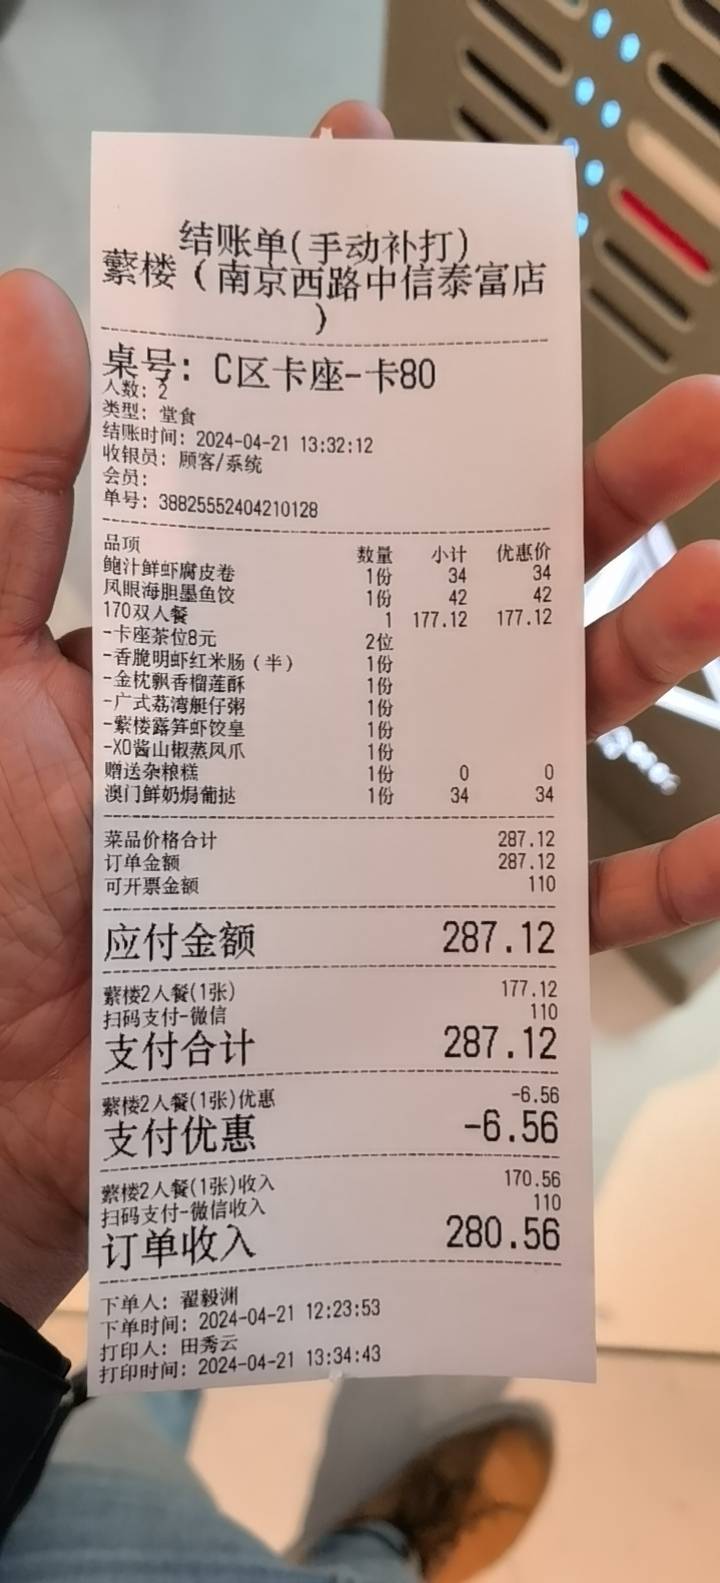 结账单(手动补打)
蘩楼（南京西路中信泰富店
）
桌号: C区卡座-卡80
人数: 2
类型: 堂食
结账时间: 2024-04-21 13:32:12
收银员: 顾客/系统
会员:
单号: 38825552404210128
品项 数量 小计 优惠价
鲍汁鲜虾腐皮卷 1份 34 34
凤眼海胆墨鱼饺 1份 42 42
170双人餐 1 177.12 177.12
-卡座茶位8元 2位
-香脆明虾红米肠（半） 1份
-金枕飘香榴莲酥 1份
-广式荔湾艇仔粥 1份
-蘩楼露笋虾饺皇 1份
-XO酱山椒蒸凤爪 1份
赠送杂粮糕 1份 0 0
澳门鲜奶焗葡挞 1份 34 34
菜品价格合计 287.12
订单金额 287.12
可开票金额 110
应付金额 287.12
蘩楼2人餐(1张) 177.12
扫码支付-微信 110
支付合计 287.12
蘩楼2人餐(1张)优惠 -6.56
支付优惠 -6.56
蘩楼2人餐(1张)收入 170.56
扫码支付-微信收入 110
订单收入 280.56
下单人: 翟毅渊
下单时间: 2024-04-21 12:23:53
打印人: 田秀云
打印时间: 2024-04-21 13:34:43